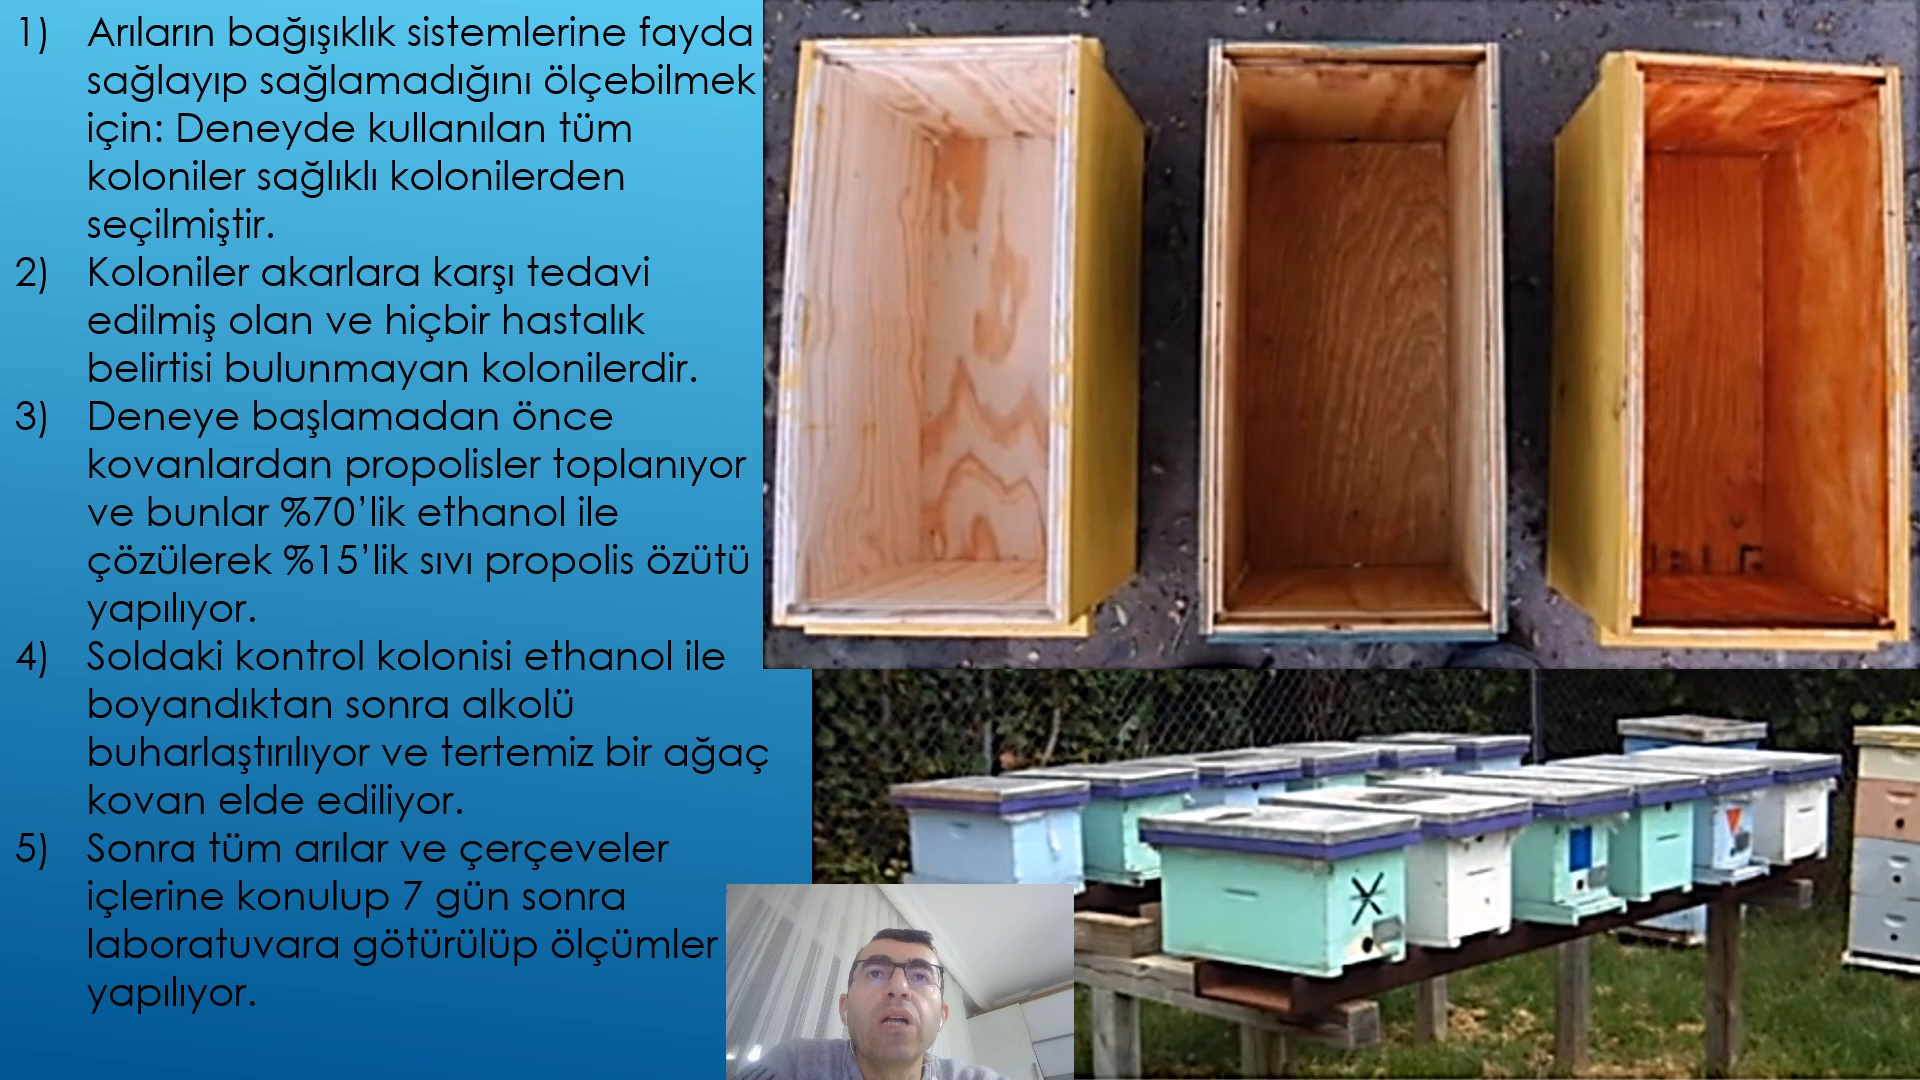 1) Arıların bağışıklık sistemlerine fayda
sağlayıp sağlamadığını ölçebilmek
için: Deneyde kullanılan tüm
koloniler sağlıklı kolonilerden
seçilmiştir.
2) Koloniler akarlara karşı tedavi
edilmiş olan ve hiçbir hastalık
belirtisi bulunmayan kolonilerdir.
3) Deneye başlamadan önce
kovanlardan propolisler toplanıyor
ve bunlar %70’lik ethanol ile
çözülerek %15’lik sıvı propolis özütü
yapılıyor.
4) Soldaki kontrol kolonisi ethanol ile
boyandıktan sonra alkolü
buharlaştırılıyor ve tertemiz bir ağaç
kovan elde ediliyor.
5) Sonra tüm arılar ve çerçeveler
içlerine konulup 7 gün sonra
laboratuvara götürülüp ölçümler
yapılıyor.